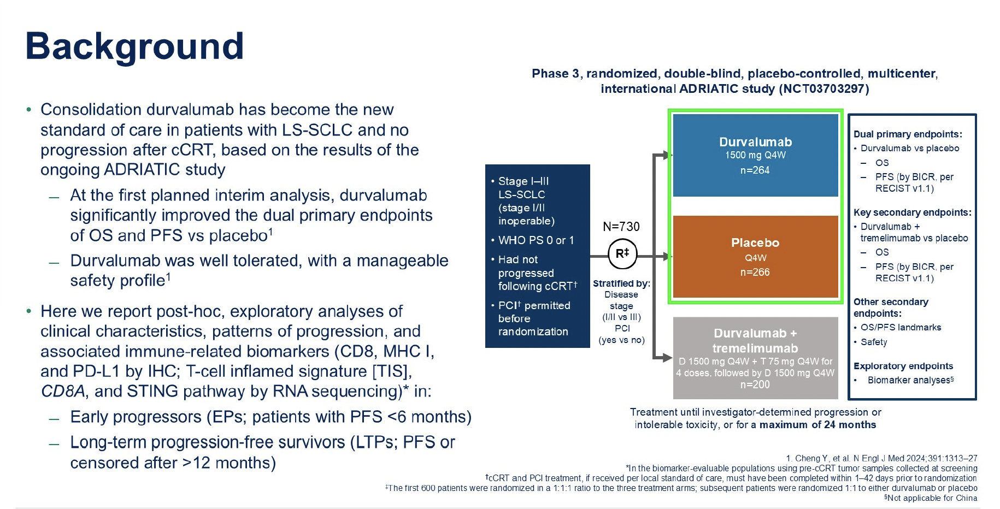 Background
• Consolidation durvalumab has become the new
standard of care in patients with LS-SCLC and no
progression after cCRT, based on the results of the
ongoing ADRIATIC study
– At the first planned interim analysis, durvalumab
significantly improved the dual primary endpoints
of OS and PFS vs placebo¹
– Durvalumab was well tolerated, with a manageable
safety profile¹
• Here we report post-hoc, exploratory analyses of
clinical characteristics, patterns of progression, and
associated immune-related biomarkers (CD8, MHC I,
and PD-L1 by IHC; T-cell inflamed signature [TIS],
CD8A, and STING pathway by RNA sequencing)* in:
– Early progressors (EPs; patients with PFS <6 months)
– Long-term progression-free survivors (LTPs; PFS or
censored after >12 months)
Phase 3, randomized, double-blind, placebo-controlled, multicenter,
international ADRIATIC study (NCT03703297)
• Stage I–III
LS-SCLC
(stage I/II
inoperable)
• WHO PS 0 or 1
• Had not
progressed
following cCRT†
• PCI† permitted
before
randomization
N=730
R‡
Stratified by:
Disease
stage
(I/II vs III)
PCI
(yes vs no)
Durvalumab
1500 mg Q4W
n=264
Placebo
Q4W
n=266
Durvalumab +
tremelimumab
D 1500 mg Q4W + T 75 mg Q4W for
4 doses, followed by D 1500 mg Q4W
n=200
Dual primary endpoints:
• Durvalumab vs placebo
– OS
– PFS (by BICR, per
RECIST v1.1)
Key secondary endpoints:
• Durvalumab +
tremelimumab vs placebo
– OS
– PFS (by BICR, per
RECIST v1.1)
Other secondary
endpoints:
• OS/PFS landmarks
• Safety
Exploratory endpoints
• Biomarker analyses§
Treatment until investigator-determined progression or
intolerable toxicity, or for a maximum of 24 months
1. Cheng Y, et al. N Engl J Med 2024;391:1313–27
*In the biomarker-evaluable populations using pre-cCRT tumor samples collected at screening
†cCRT and PCI treatment, if received per local standard of care, must have been completed within 1–42 days prior to randomization
‡The first 600 patients were randomized in a 1:1:1 ratio to the three treatment arms; subsequent patients were randomized 1:1 to either durvalumab or placebo
§Not applicable for China